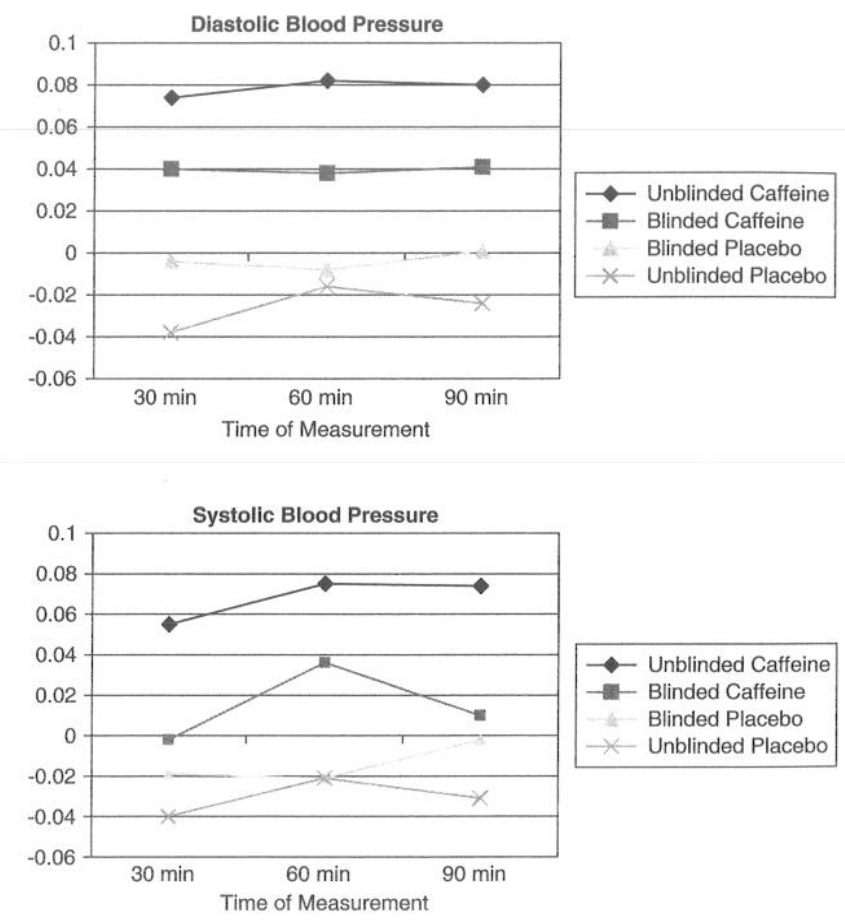 Diastolic Blood Pressure
0.1
0.08
0.06
0.04
0.02
0
-0.02
-0.04
-0.06
30 min 60 min 90 min
Time of Measurement
Unblinded Caffeine
Blinded Caffeine
Blinded Placebo
Unblinded Placebo
Systolic Blood Pressure
0.1
0.08
0.06
0.04
0.02
0
-0.02
-0.04
-0.06
30 min 60 min 90 min
Time of Measurement
Unblinded Caffeine
Blinded Caffeine
Blinded Placebo
Unblinded Placebo